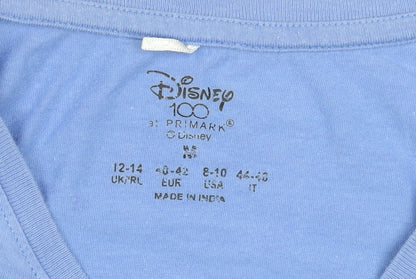 Disney
100
at PRIMARK®
© Disney
M
12-14 40-42 8-10 44-46
UK/IRL EUR USA IT
MADE IN INDIA